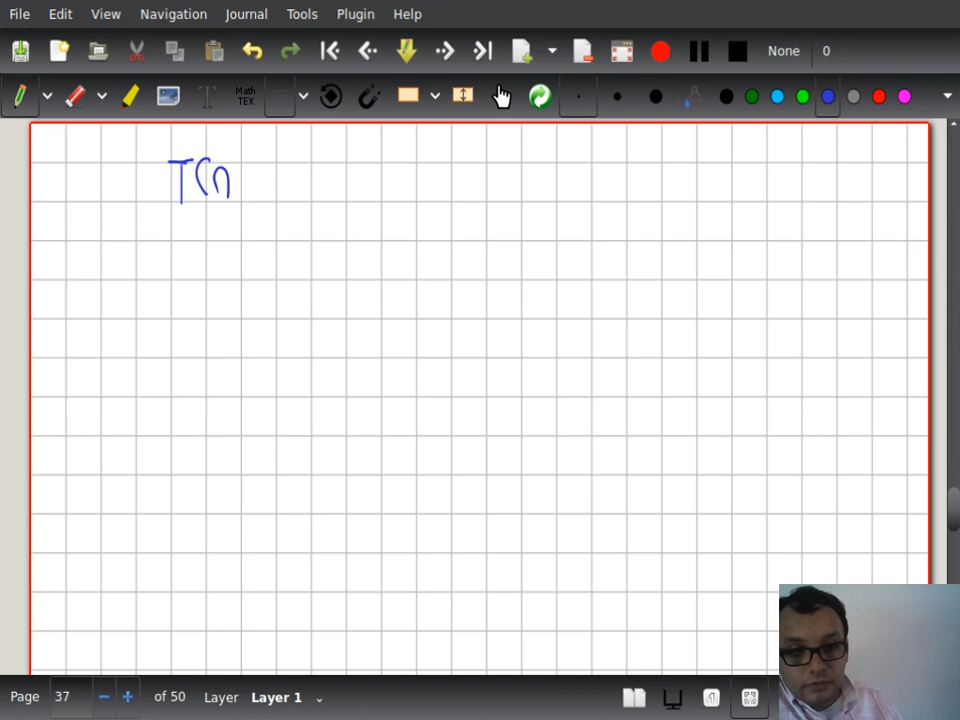 File Edit View Navigation Journal Tools Plugin Help
None 0
Math TEX
T(n
Page 37 of 50 Layer Layer 1